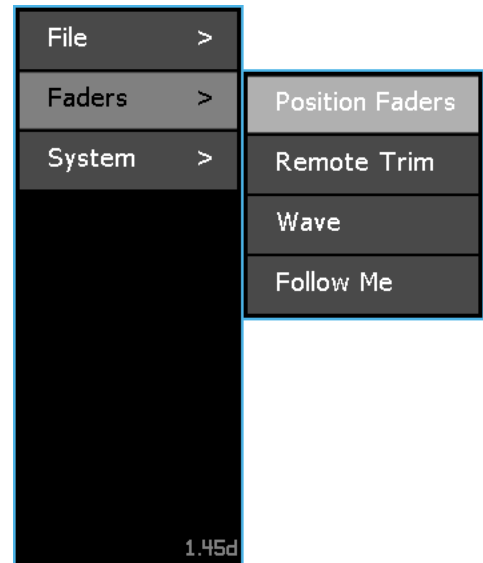 File >
Faders >
System >
Position Faders
Remote Trim
Wave
Follow Me
1.45d